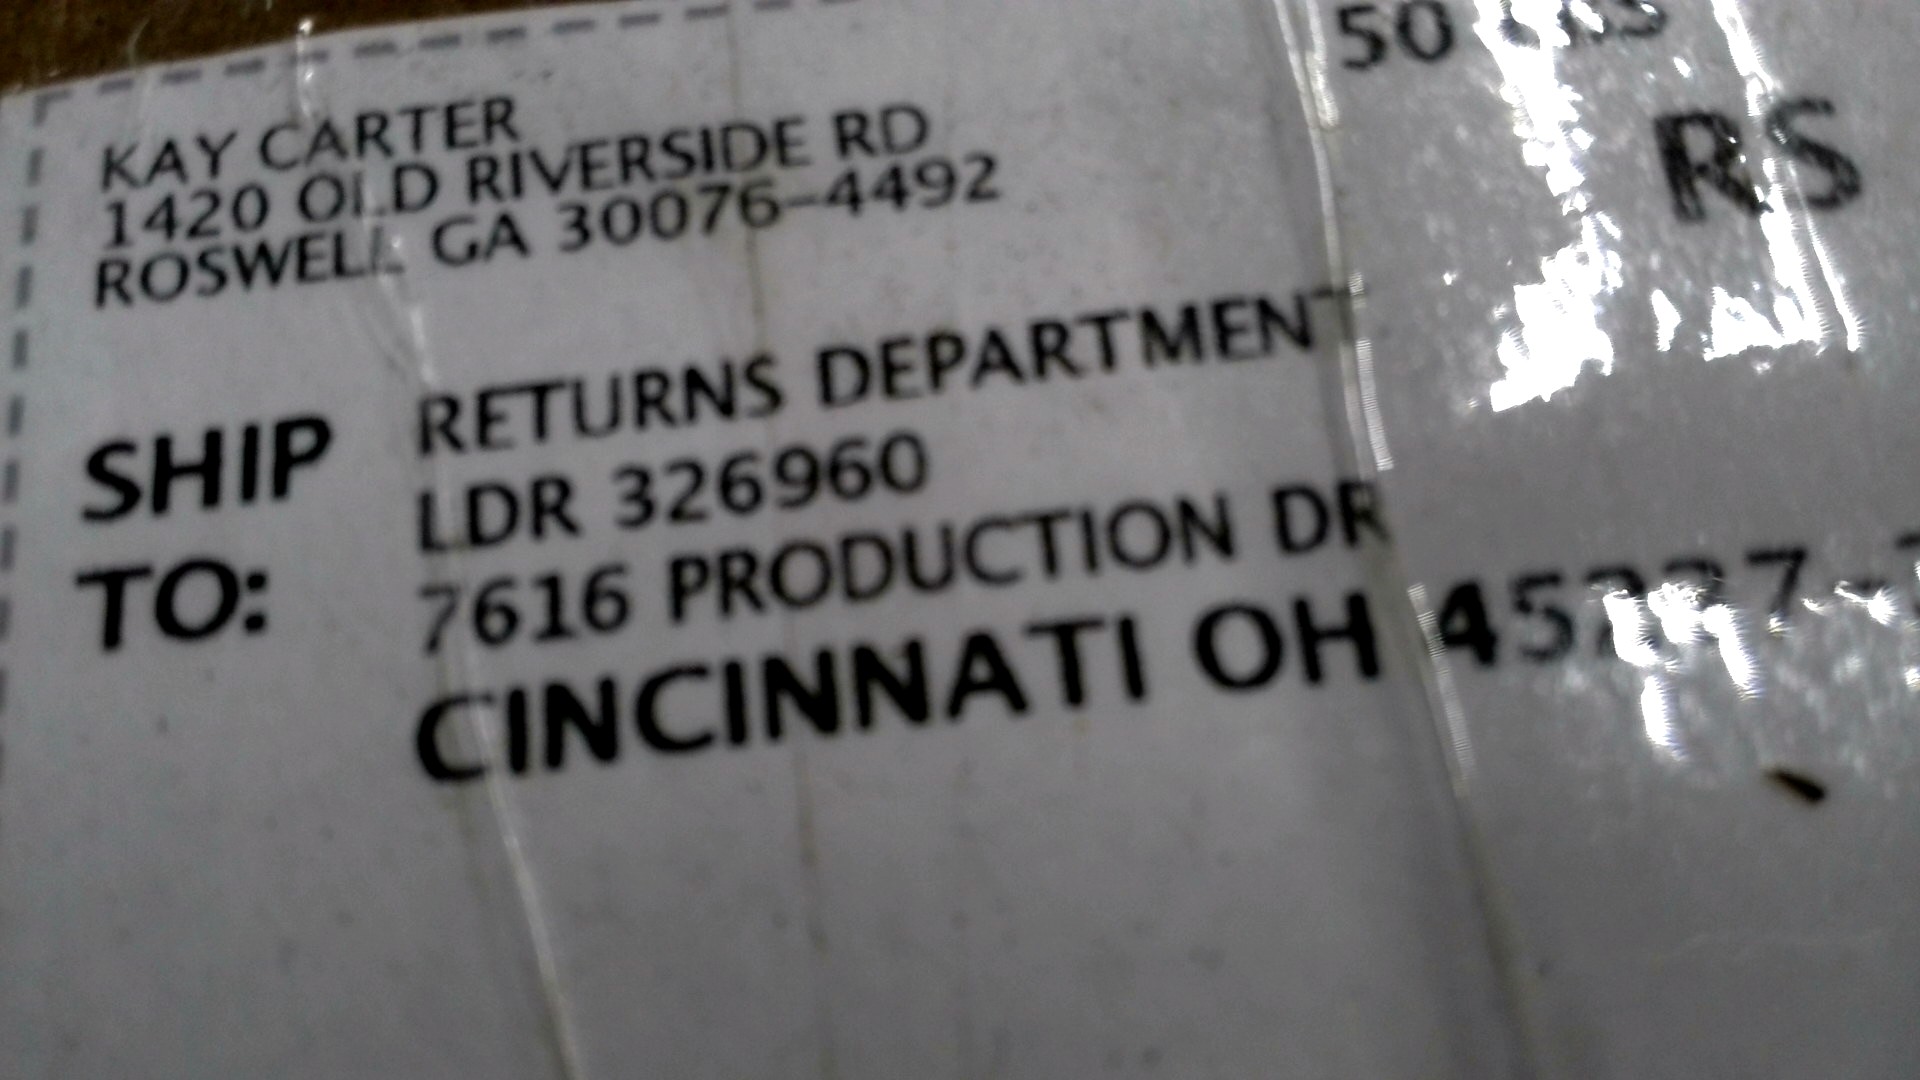 50 LBS
RS
KAY CARTER
1420 OLD RIVERSIDE RD
ROSWELL GA 30076-4492
SHIP
TO:
RETURNS DEPARTMENT
LDR 326960
7616 PRODUCTION DR
CINCINNATI OH